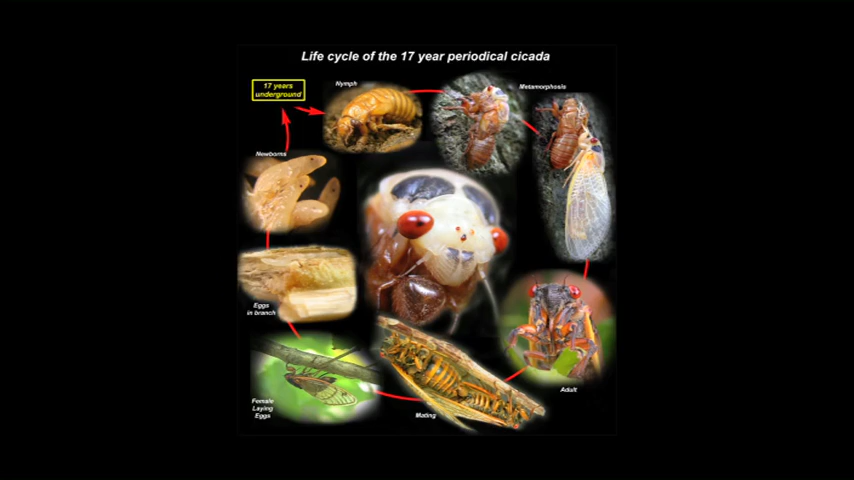 Life cycle of the 17 year periodical cicada
17 years
underground
Nymph
Metamorphosis
Newborns
Eggs
in branch
Adult
Female
Laying
Eggs
Mating